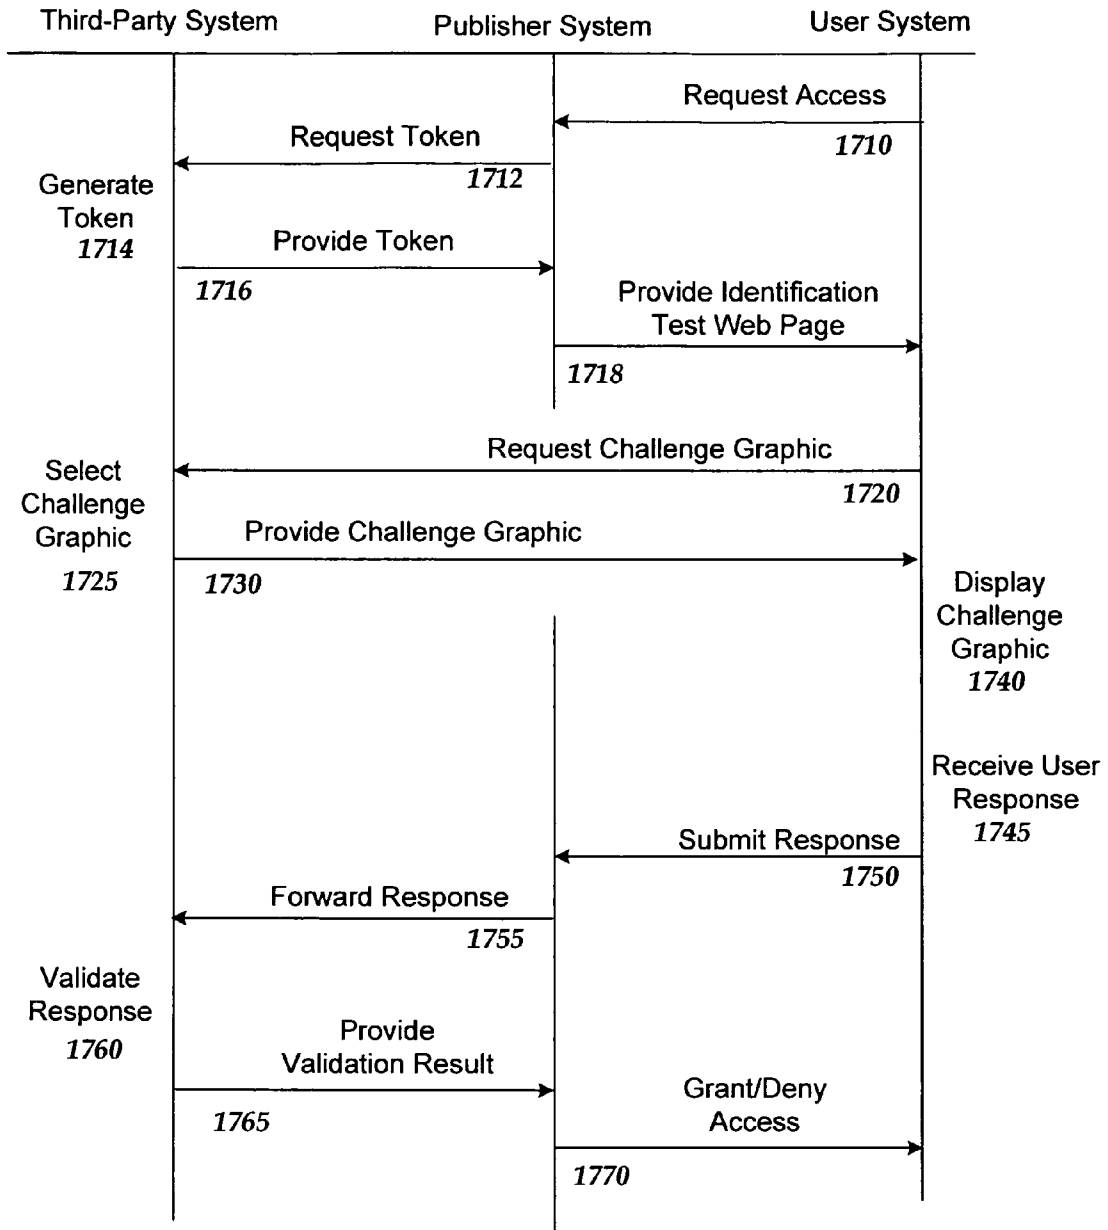 Third-Party System
Publisher System
User System
Request Access
1710
Request Token
1712
Generate
Token
1714
Provide Token
1716
Provide Identification
Test Web Page
1718
Request Challenge Graphic
1720
Select
Challenge
Graphic
1725
Provide Challenge Graphic
1730
Display
Challenge
Graphic
1740
Receive User
Response
1745
Submit Response
1750
Forward Response
1755
Validate
Response
1760
Provide
Validation Result
1765
Grant/Deny
Access
1770